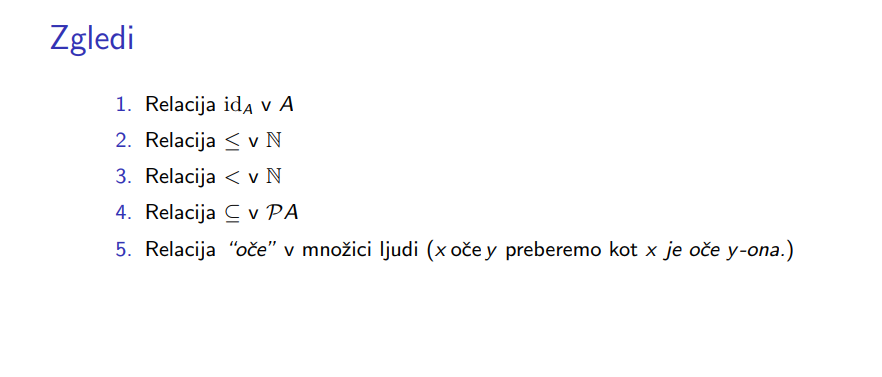 Zgledi
1. Relacija id_A v A
2. Relacija ≤ v ℕ
3. Relacija < v ℕ
4. Relacija ⊆ v 𝒫A
5. Relacija “oče” v množici ljudi (x oče y preberemo kot x je oče y-ona.)